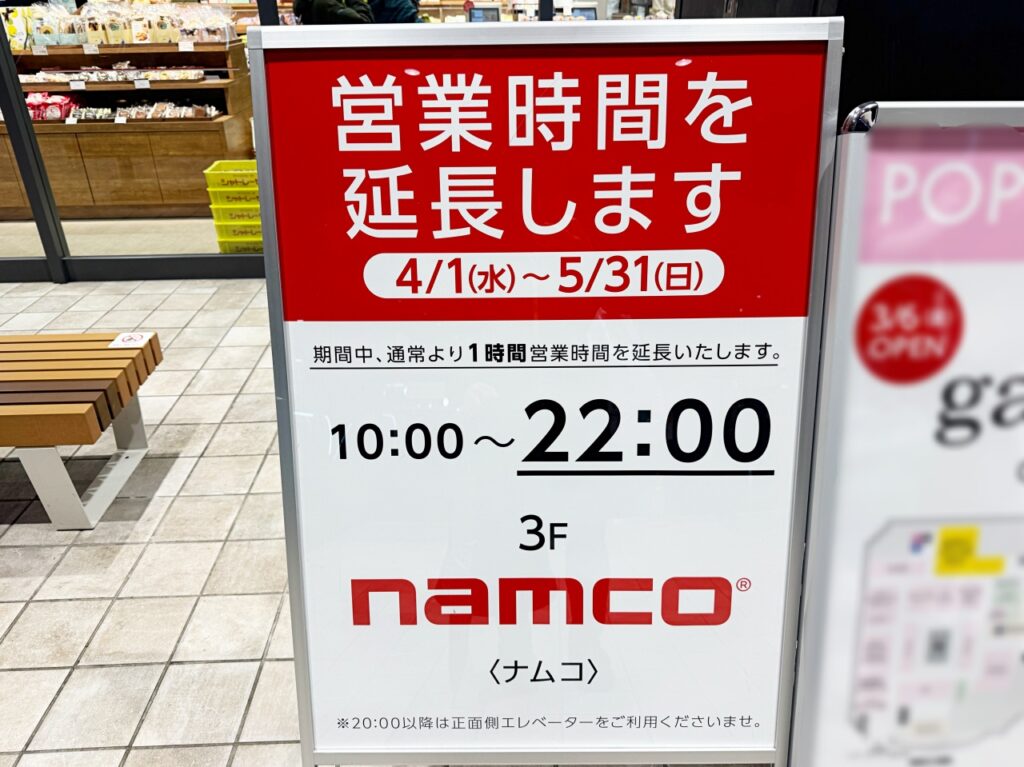 営業時間を
延長します
4/1(水)～5/31(日)
期間中、通常より1時間営業時間を延長いたします。
10:00～22:00
3F
namco®
〈ナムコ〉
※20:00以降は正面側エレベーターをご利用くださいませ。
POP
3/6
OPEN
ga